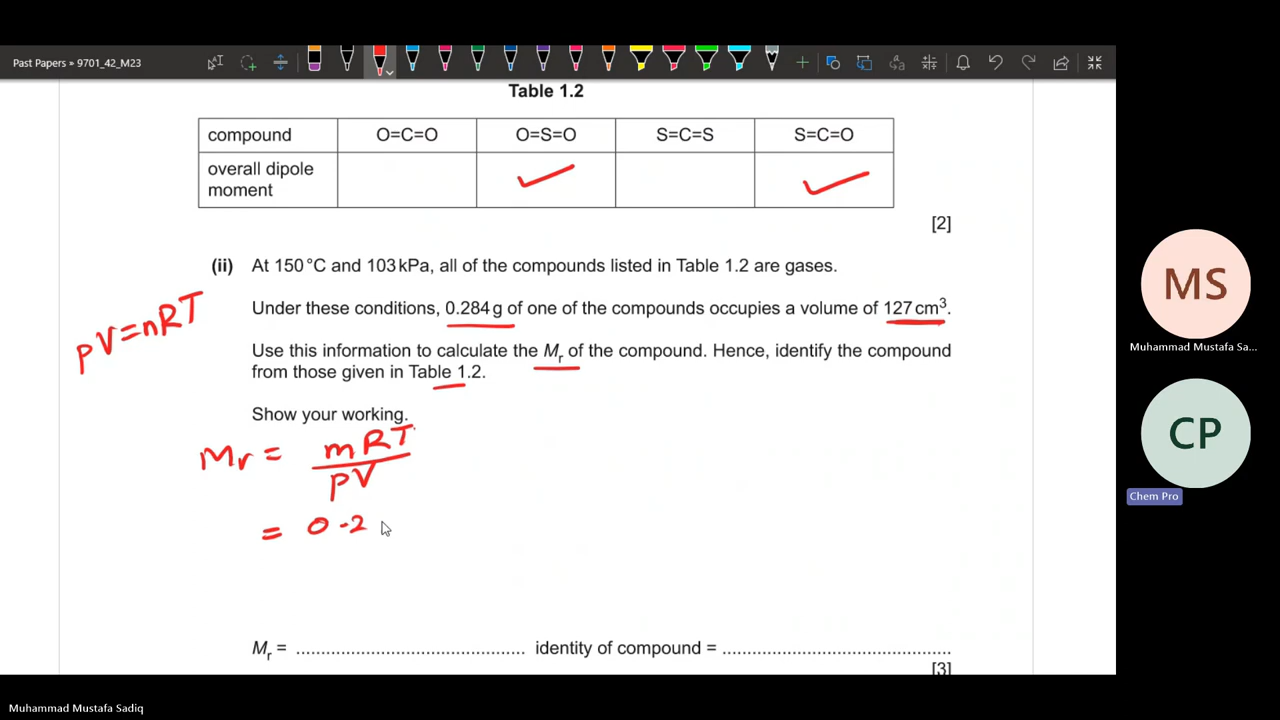 Past Papers » 9701_42_M23
Table 1.2
compound O=C=O O=S=O S=C=S S=C=O
overall dipole moment
[2]
(ii) At 150 °C and 103 kPa, all of the compounds listed in Table 1.2 are gases.
Under these conditions, 0.284 g of one of the compounds occupies a volume of 127 cm³.
pV=nRT
Use this information to calculate the Mr of the compound. Hence, identify the compound
from those given in Table 1.2.
Show your working.
Mr = mRT
pV
= 0.2
Mr = .............................................. identity of compound = ..............................................
[3]
MS
Muhammad Mustafa Sa...
CP
Chem Pro
Muhammad Mustafa Sadiq